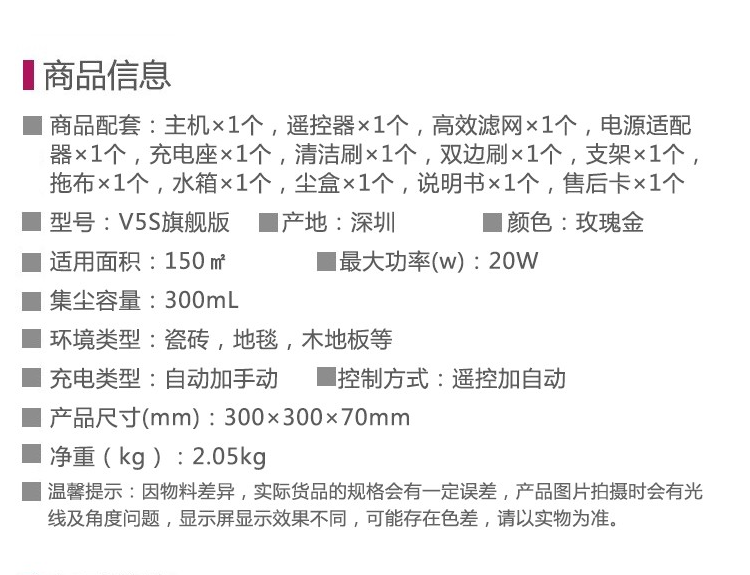 商品信息
商品配套：主机×1个，遥控器×1个，高效滤网×1个，电源适配
器×1个，充电座×1个，清洁刷×1个，双边刷×1个，支架×1个，
拖布×1个，水箱×1个，尘盒×1个，说明书×1个，售后卡×1个
型号：V5S旗舰版 产地：深圳 颜色：玫瑰金
适用面积：150㎡ 最大功率(w)：20W
集尘容量：300mL
环境类型：瓷砖，地毯，木地板等
充电类型：自动加手动 控制方式：遥控加自动
产品尺寸(mm)：300×300×70mm
净重（kg）：2.05kg
温馨提示：因物料差异，实际货品的规格会有一定误差，产品图片拍摄时会有光
线及角度问题，显示屏显示效果不同，可能存在色差，请以实物为准。